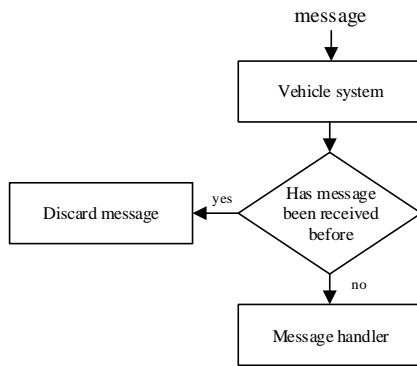 message
Vehicle system
Has message
been received
before
yes
Discard message
no
Message handler